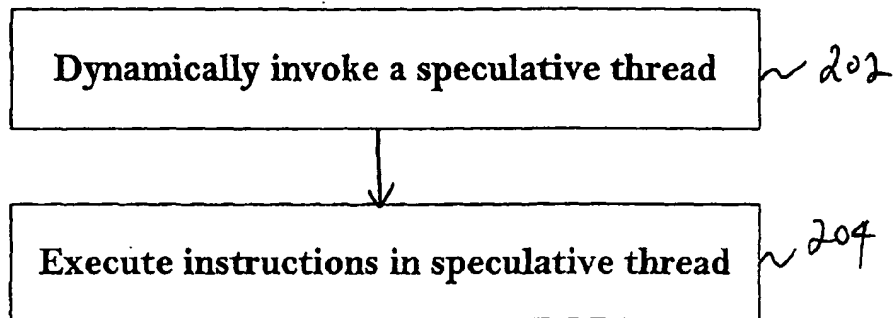 Dynamically invoke a speculative thread 202
Execute instructions in speculative thread 204